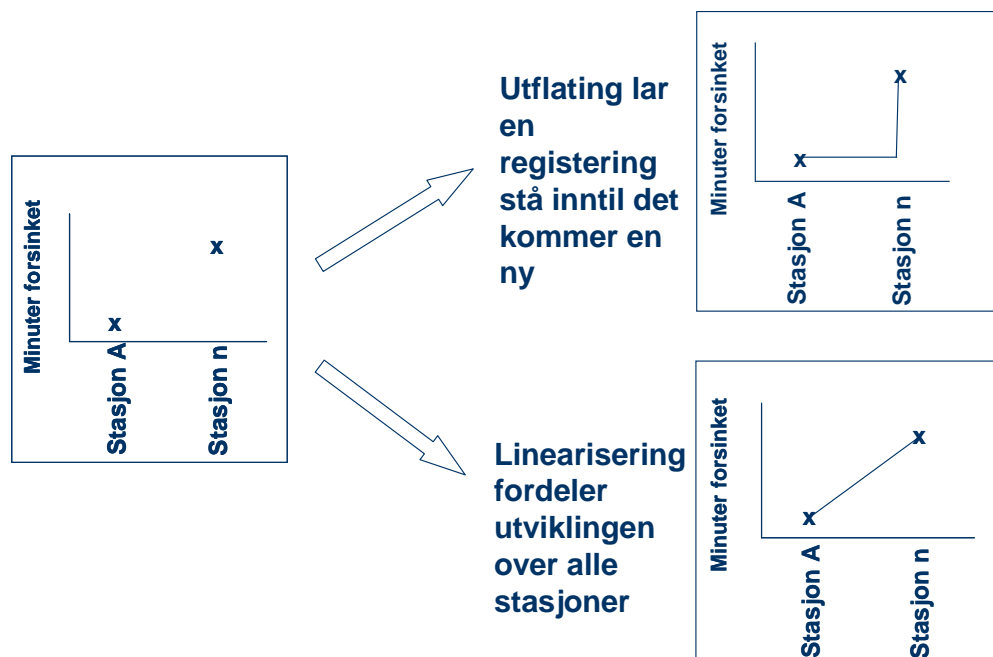 Minuter forsinket
x
x
Stasjon A
Stasjon n
Utflating lar
en
registering
stå inntil det
kommer en
ny
Minuter forsinket
x
x
Stasjon A
Stasjon n
Linearisering
fordeler
utviklingen
over alle
stasjoner
Minuter forsinket
x
x
Stasjon A
Stasjon n